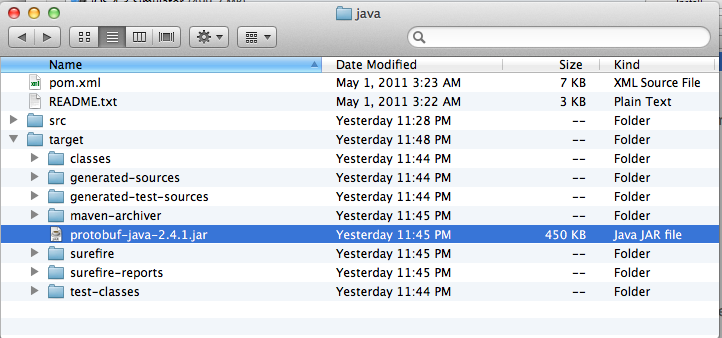 java
Name Date Modified Size Kind
pom.xml May 1, 2011 3:23 AM 7 KB XML Source File
README.txt May 1, 2011 3:22 AM 3 KB Plain Text
src Yesterday 11:28 PM -- Folder
target Yesterday 11:48 PM -- Folder
classes Yesterday 11:44 PM -- Folder
generated-sources Yesterday 11:44 PM -- Folder
generated-test-sources Yesterday 11:44 PM -- Folder
maven-archiver Yesterday 11:45 PM -- Folder
protobuf-java-2.4.1.jar Yesterday 11:45 PM 450 KB Java JAR file
surefire Yesterday 11:45 PM -- Folder
surefire-reports Yesterday 11:45 PM -- Folder
test-classes Yesterday 11:44 PM -- Folder